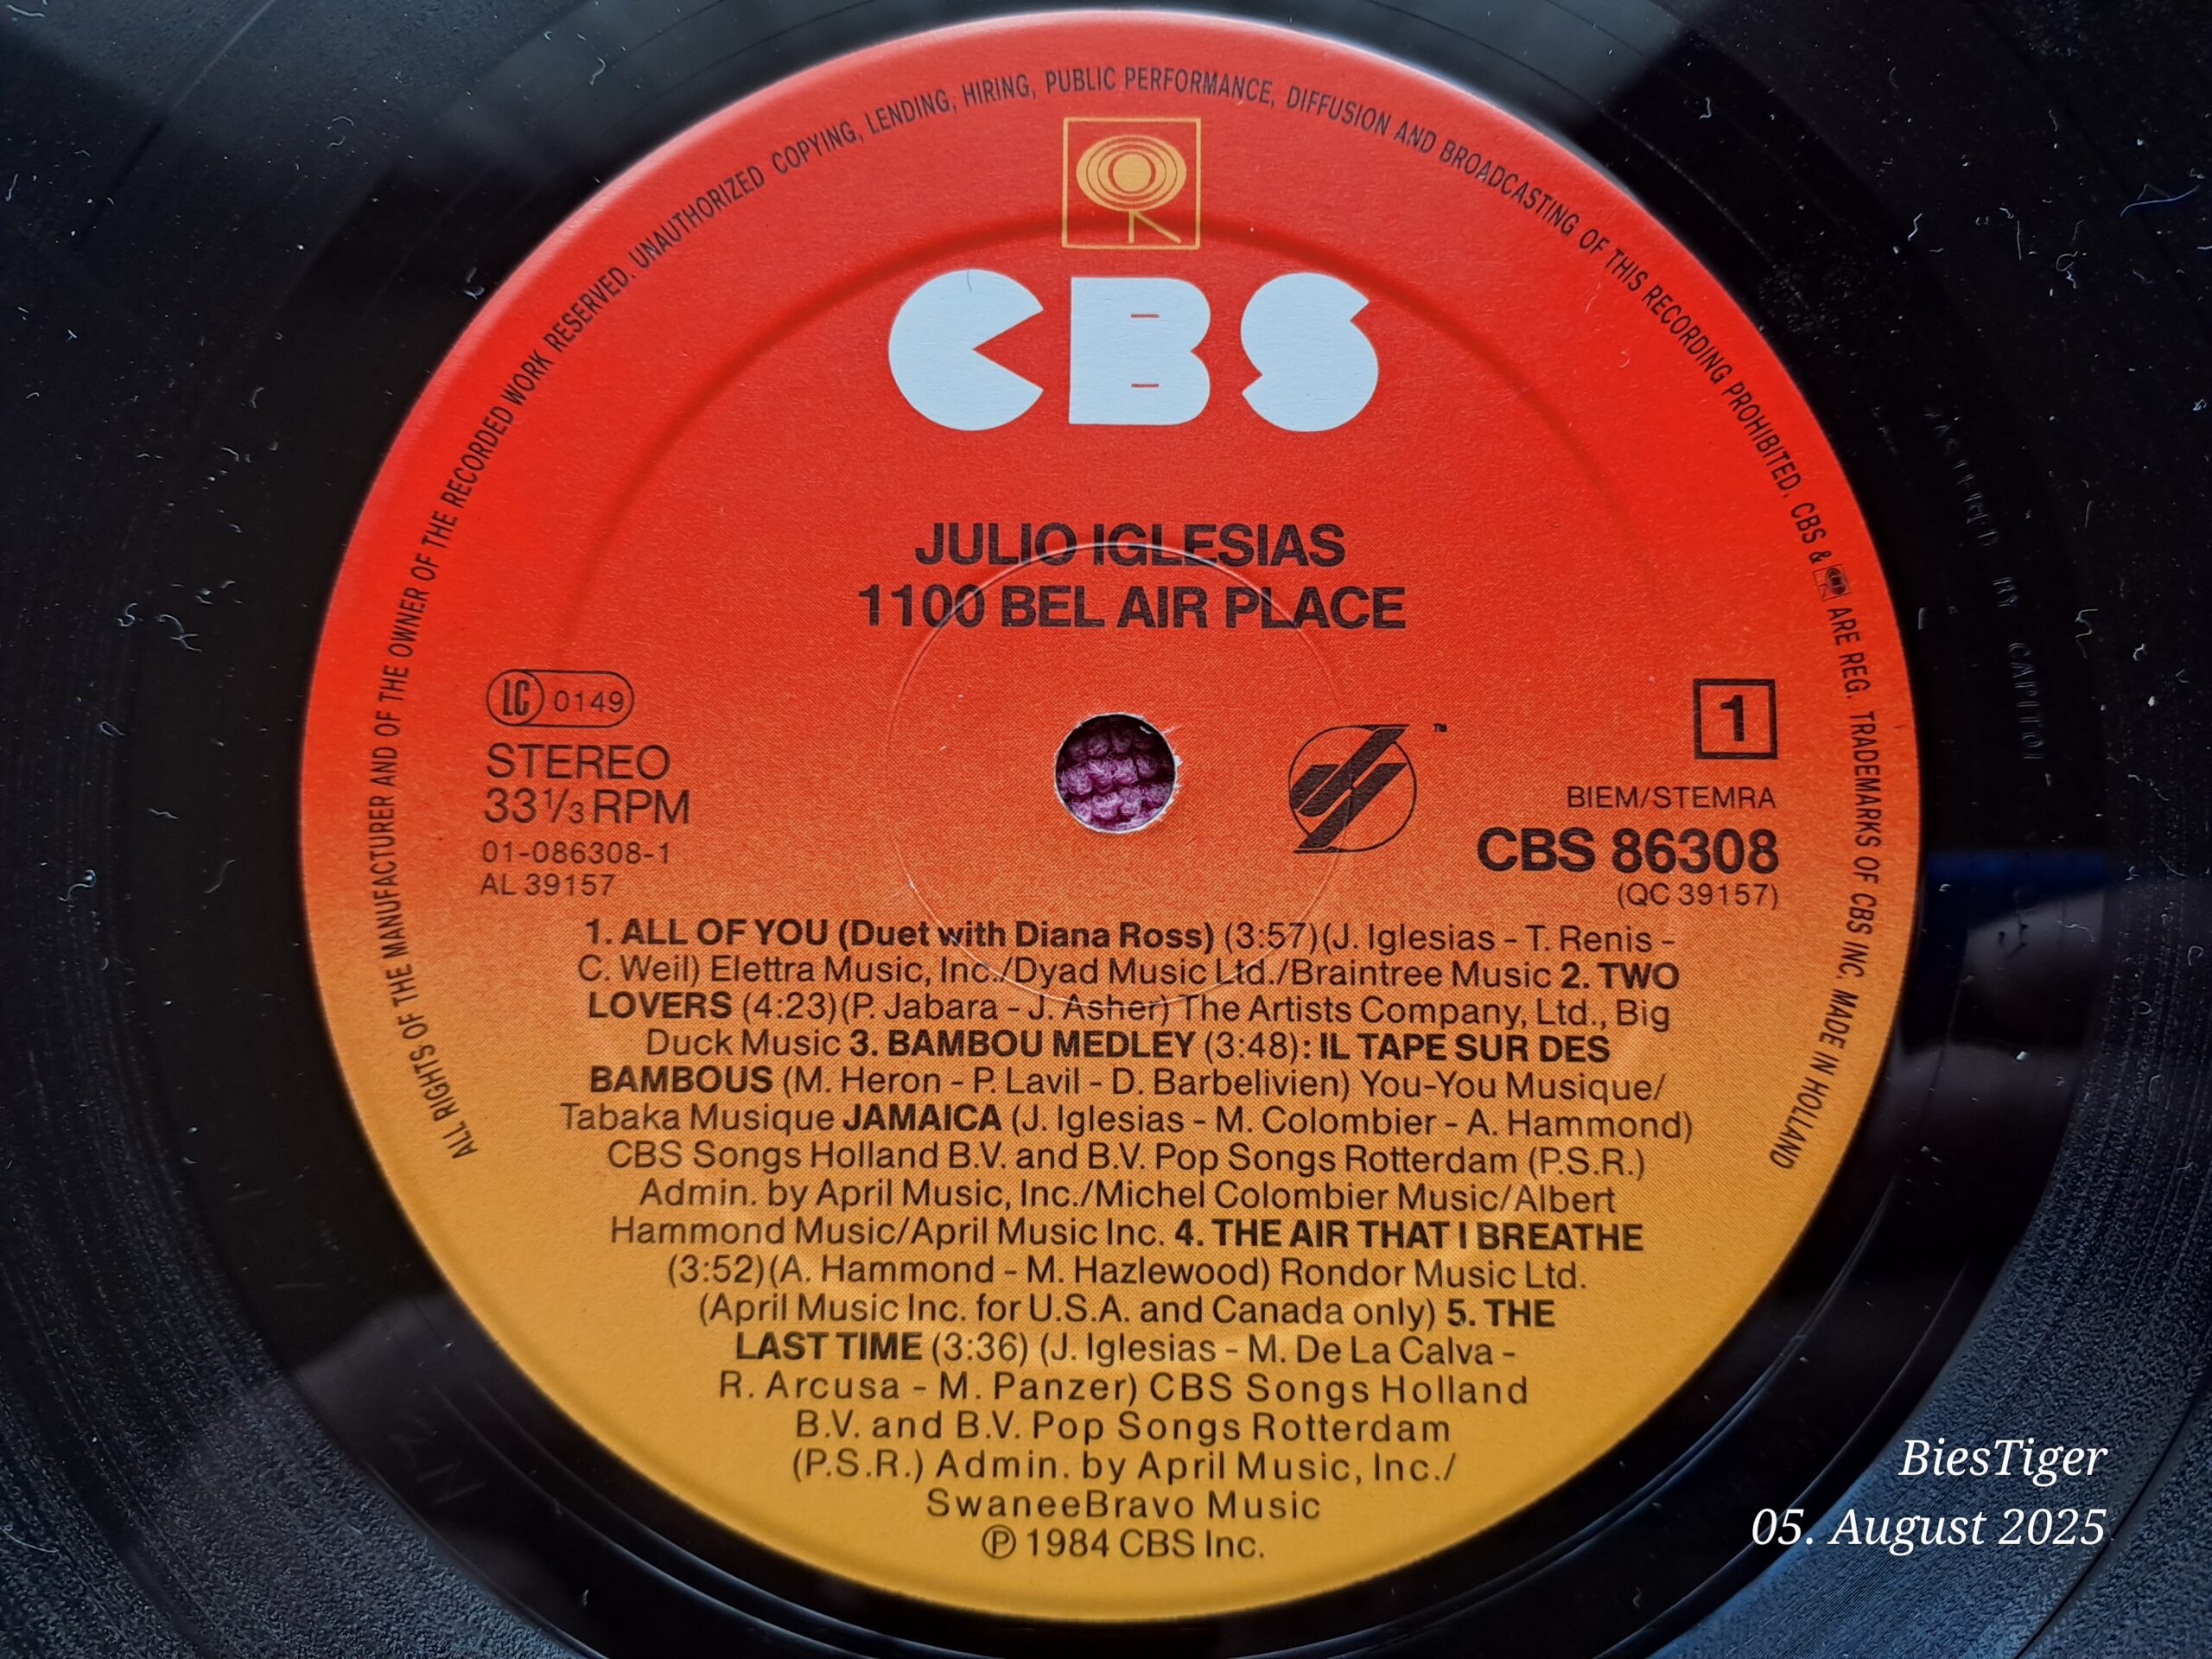 ALL RIGHTS OF THE MANUFACTURER AND OF THE OWNER OF THE RECORDED WORK RESERVED. UNAUTHORIZED COPYING, LENDING, HIRING, PUBLIC PERFORMANCE, DIFFUSION AND BROADCASTING OF THIS RECORDING PROHIBITED. CBS & ARE REG. TRADEMARKS OF CBS INC. MADE IN HOLLAND
CBS
JULIO IGLESIAS
1100 BEL AIR PLACE
LC 0149
STEREO
33 1/3 RPM
01-086308-1
AL 39157
™
1
BIEM/STEMRA
CBS 86308
(QC 39157)
1. ALL OF YOU (Duet with Diana Ross) (3:57)(J. Iglesias - T. Renis -
C. Weil) Elettra Music, Inc./Dyad Music Ltd./Braintree Music 2. TWO
LOVERS (4:23)(P. Jabara - J. Asher) The Artists Company, Ltd., Big
Duck Music 3. BAMBOU MEDLEY (3:48): IL TAPE SUR DES
BAMBOUS (M. Heron - P. Lavil - D. Barbelivien) You-You Musique/
Tabaka Musique JAMAICA (J. Iglesias - M. Colombier - A. Hammond)
CBS Songs Holland B.V. and B.V. Pop Songs Rotterdam (P.S.R.)
Admin. by April Music, Inc./Michel Colombier Music/Albert
Hammond Music/April Music Inc. 4. THE AIR THAT I BREATHE
(3:52)(A. Hammond - M. Hazlewood) Rondor Music Ltd.
(April Music Inc. for U.S.A. and Canada only) 5. THE
LAST TIME (3:36) (J. Iglesias - M. De La Calva -
R. Arcusa - M. Panzer) CBS Songs Holland
B.V. and B.V. Pop Songs Rotterdam
(P.S.R.) Admin. by April Music, Inc./
SwaneeBravo Music
℗ 1984 CBS Inc.
MASTERED BY CAPITOL
BiesTiger
05. August 2025